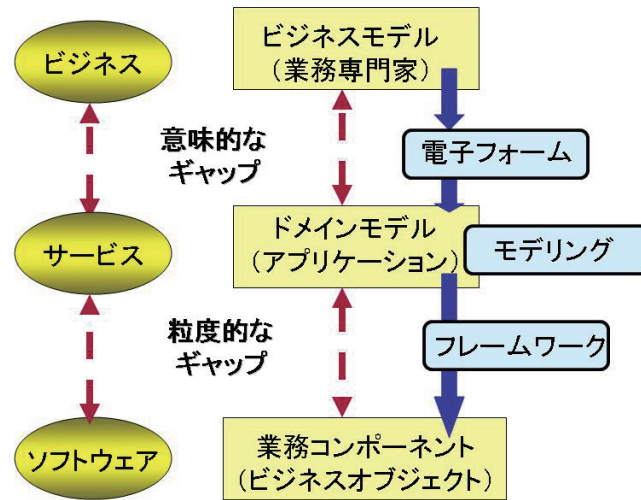 ビジネス
ビジネスモデル
(業務専門家)
意味的な
ギャップ
電子フォーム
サービス
ドメインモデル
(アプリケーション)
モデリング
粒度的な
ギャップ
フレームワーク
ソフトウェア
業務コンポーネント
(ビジネスオブジェクト)